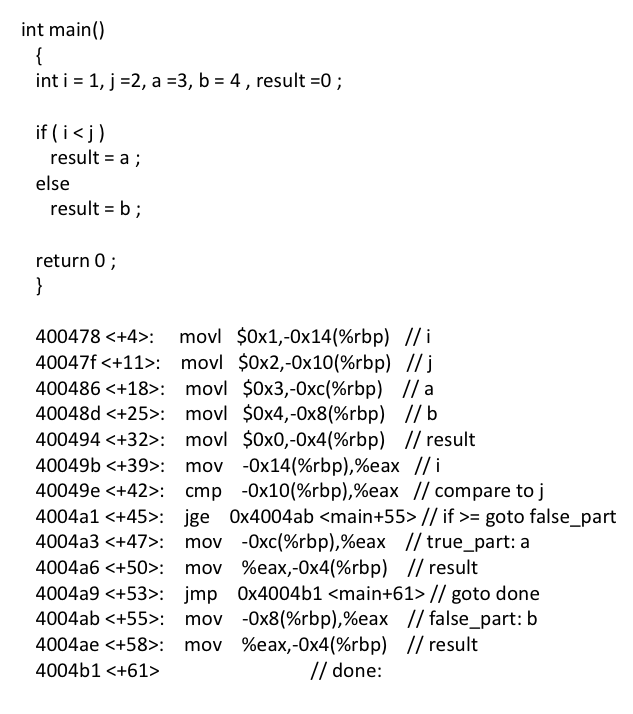 int main()
{
int i = 1, j =2, a =3, b = 4 , result =0 ;
if ( i < j )
result = a ;
else
result = b ;
return 0 ;
}
400478 <+4>: movl $0x1,-0x14(%rbp) // i
40047f <+11>: movl $0x2,-0x10(%rbp) // j
400486 <+18>: movl $0x3,-0xc(%rbp) // a
40048d <+25>: movl $0x4,-0x8(%rbp) // b
400494 <+32>: movl $0x0,-0x4(%rbp) // result
40049b <+39>: mov -0x14(%rbp),%eax // i
40049e <+42>: cmp -0x10(%rbp),%eax // compare to j
4004a1 <+45>: jge 0x4004ab <main+55> // if >= goto false_part
4004a3 <+47>: mov -0xc(%rbp),%eax // true_part: a
4004a6 <+50>: mov %eax,-0x4(%rbp) // result
4004a9 <+53>: jmp 0x4004b1 <main+61> // goto done
4004ab <+55>: mov -0x8(%rbp),%eax // false_part: b
4004ae <+58>: mov %eax,-0x4(%rbp) // result
4004b1 <+61> // done: